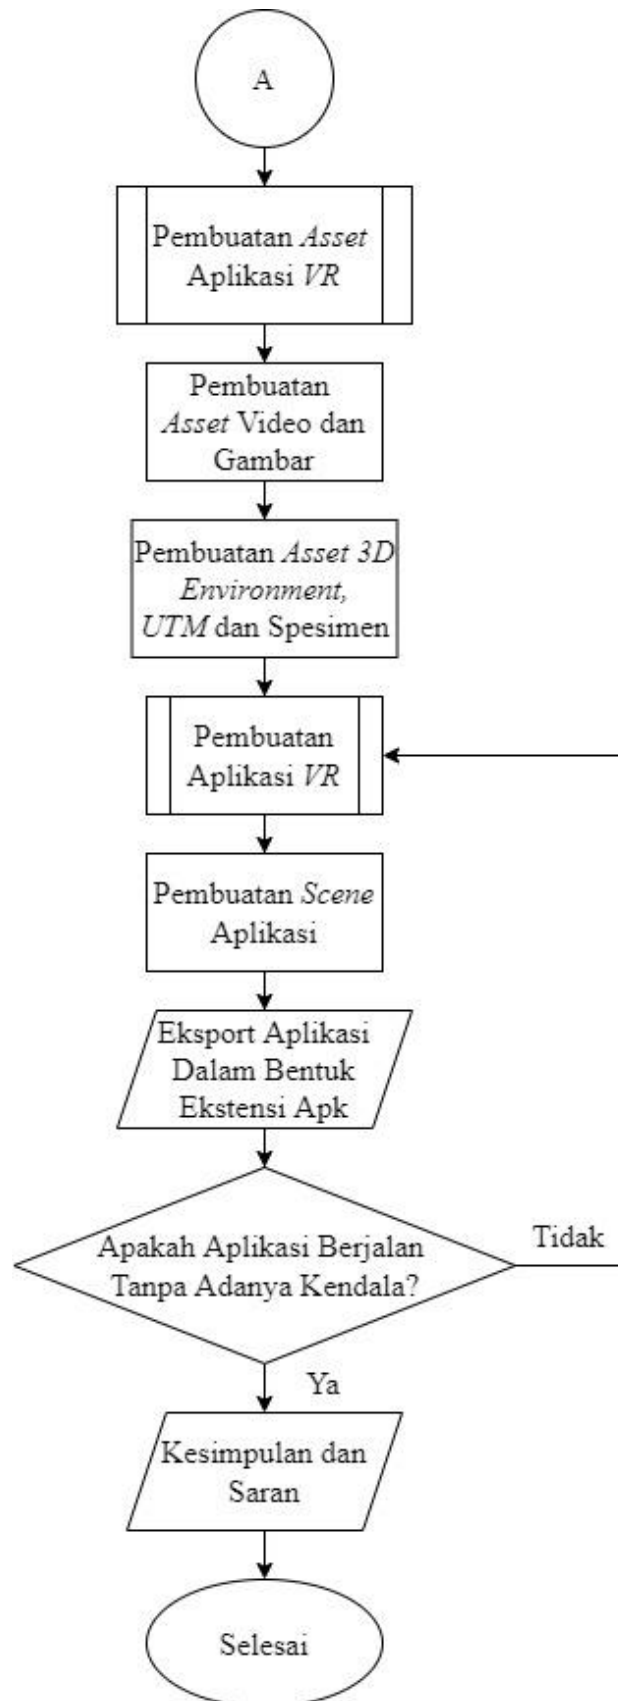 A
Pembuatan Asset
Aplikasi VR
Pembuatan
Asset Video dan
Gambar
Pembuatan Asset 3D
Environment,
UTM dan Spesimen
Pembuatan
Aplikasi VR
Pembuatan Scene
Aplikasi
Eksport Aplikasi
Dalam Bentuk
Ekstensi Apk
Apakah Aplikasi Berjalan
Tanpa Adanya Kendala?
Tidak
Ya
Kesimpulan dan
Saran
Selesai